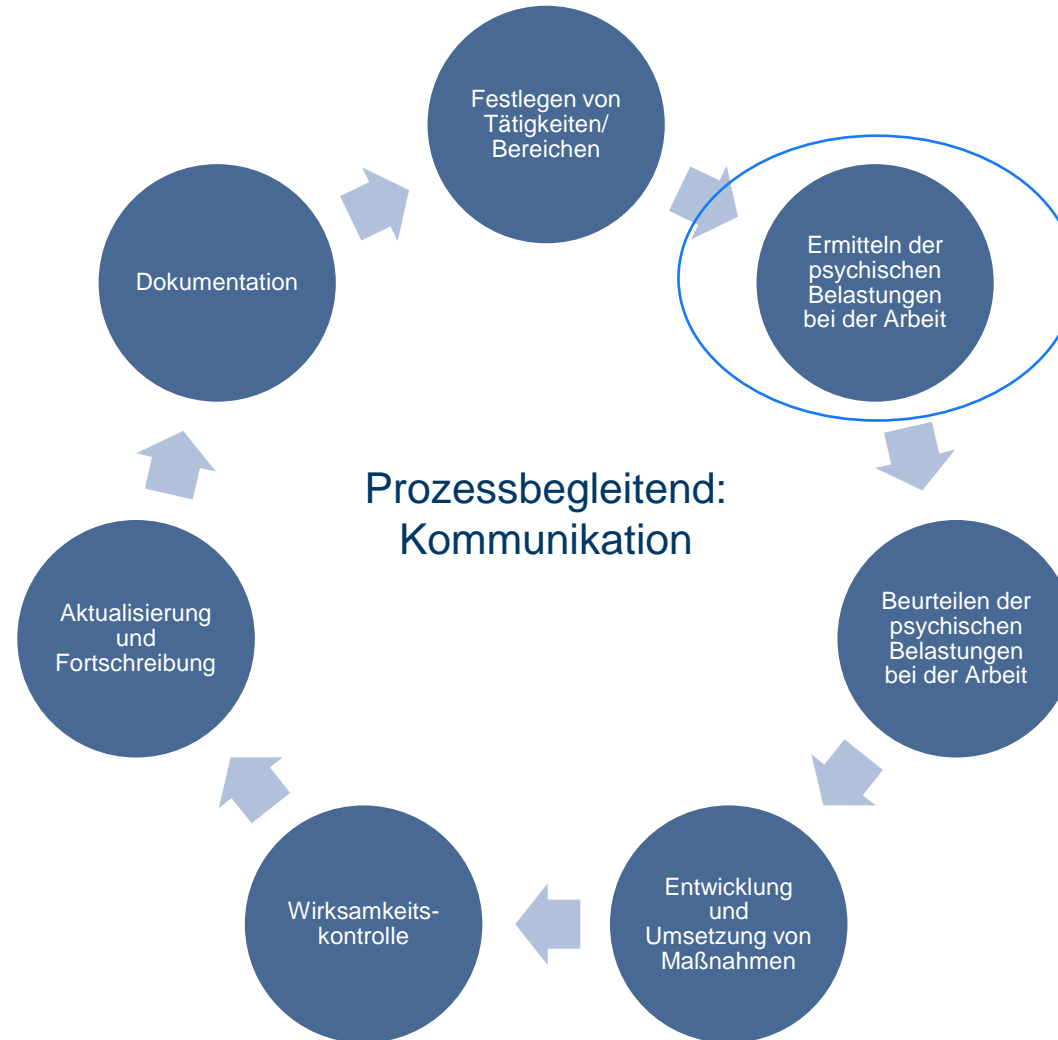 Festlegen von
Tätigkeiten/
Bereichen
Ermitteln der
psychischen
Belastungen
bei der Arbeit
Beurteilen der
psychischen
Belastungen
bei der Arbeit
Entwicklung
und
Umsetzung von
Maßnahmen
Wirksamkeits-
kontrolle
Aktualisierung
und
Fortschreibung
Dokumentation
Prozessbegleitend:
Kommunikation